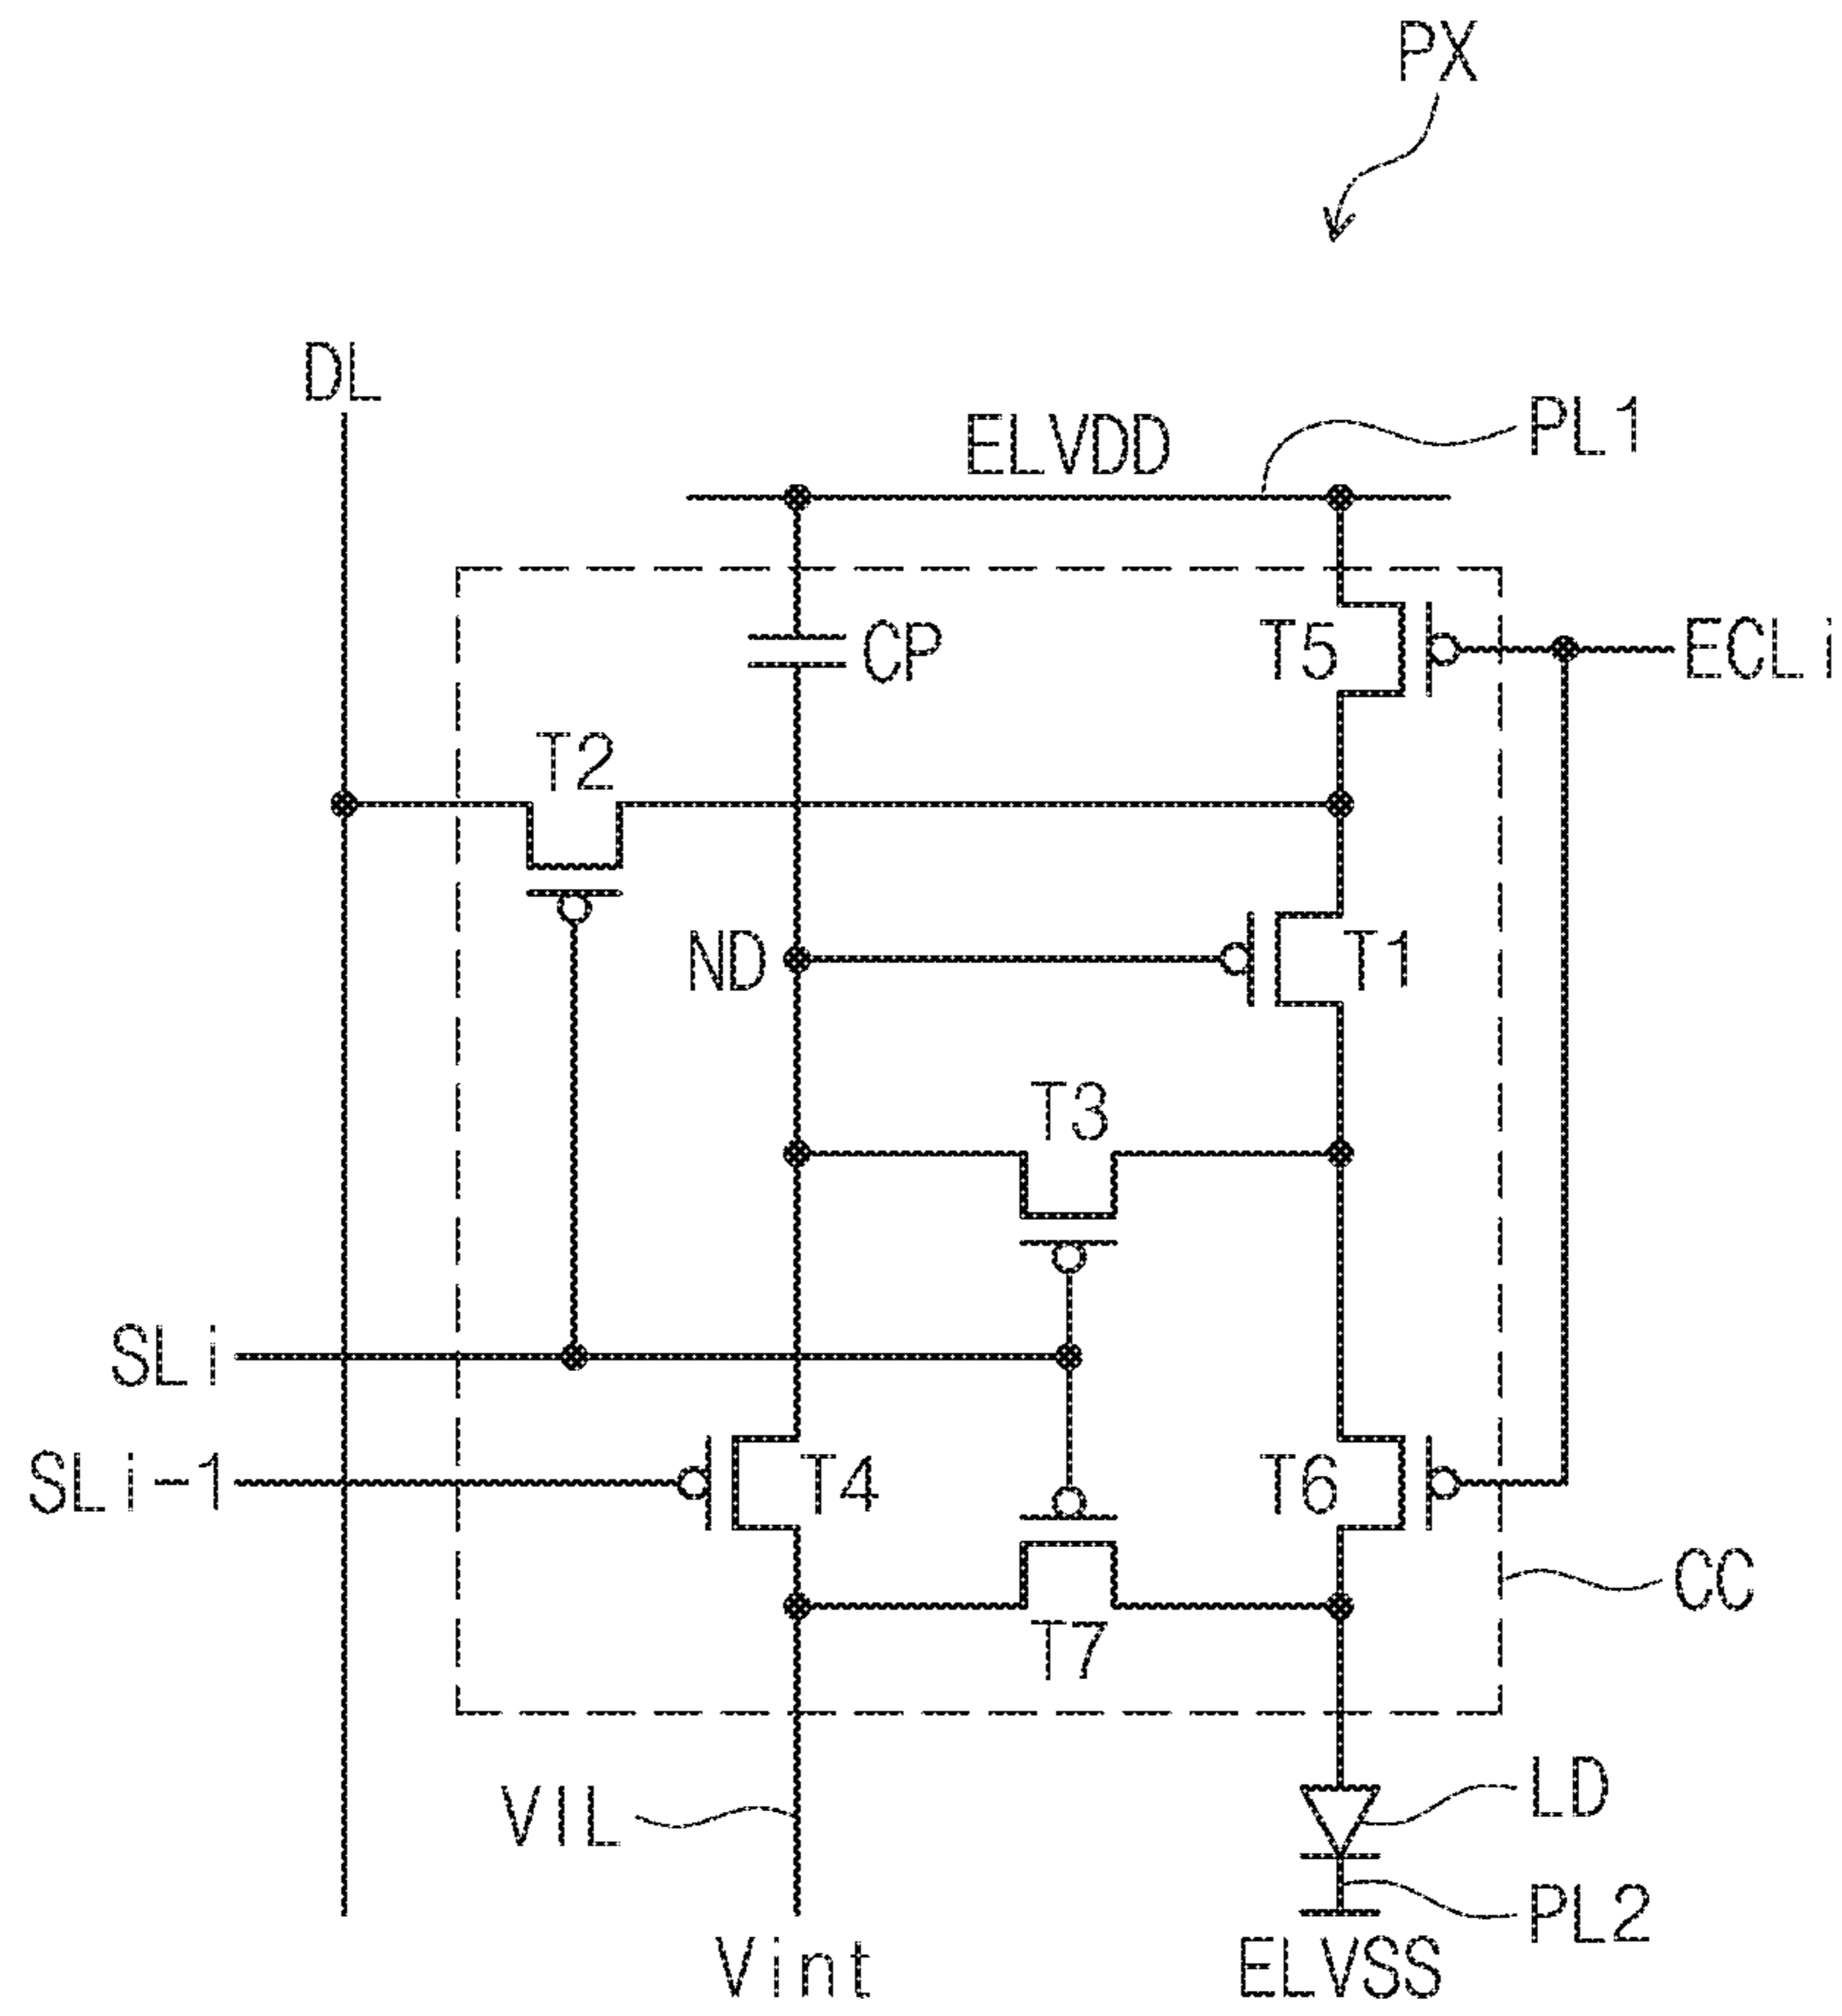 PX
DL
ELVDD
PL1
CP
T5
ECLi
T2
ND
T1
T3
SLi
SLi-1
T4
T6
CC
T7
VIL
LD
PL2
Vint
ELVSS